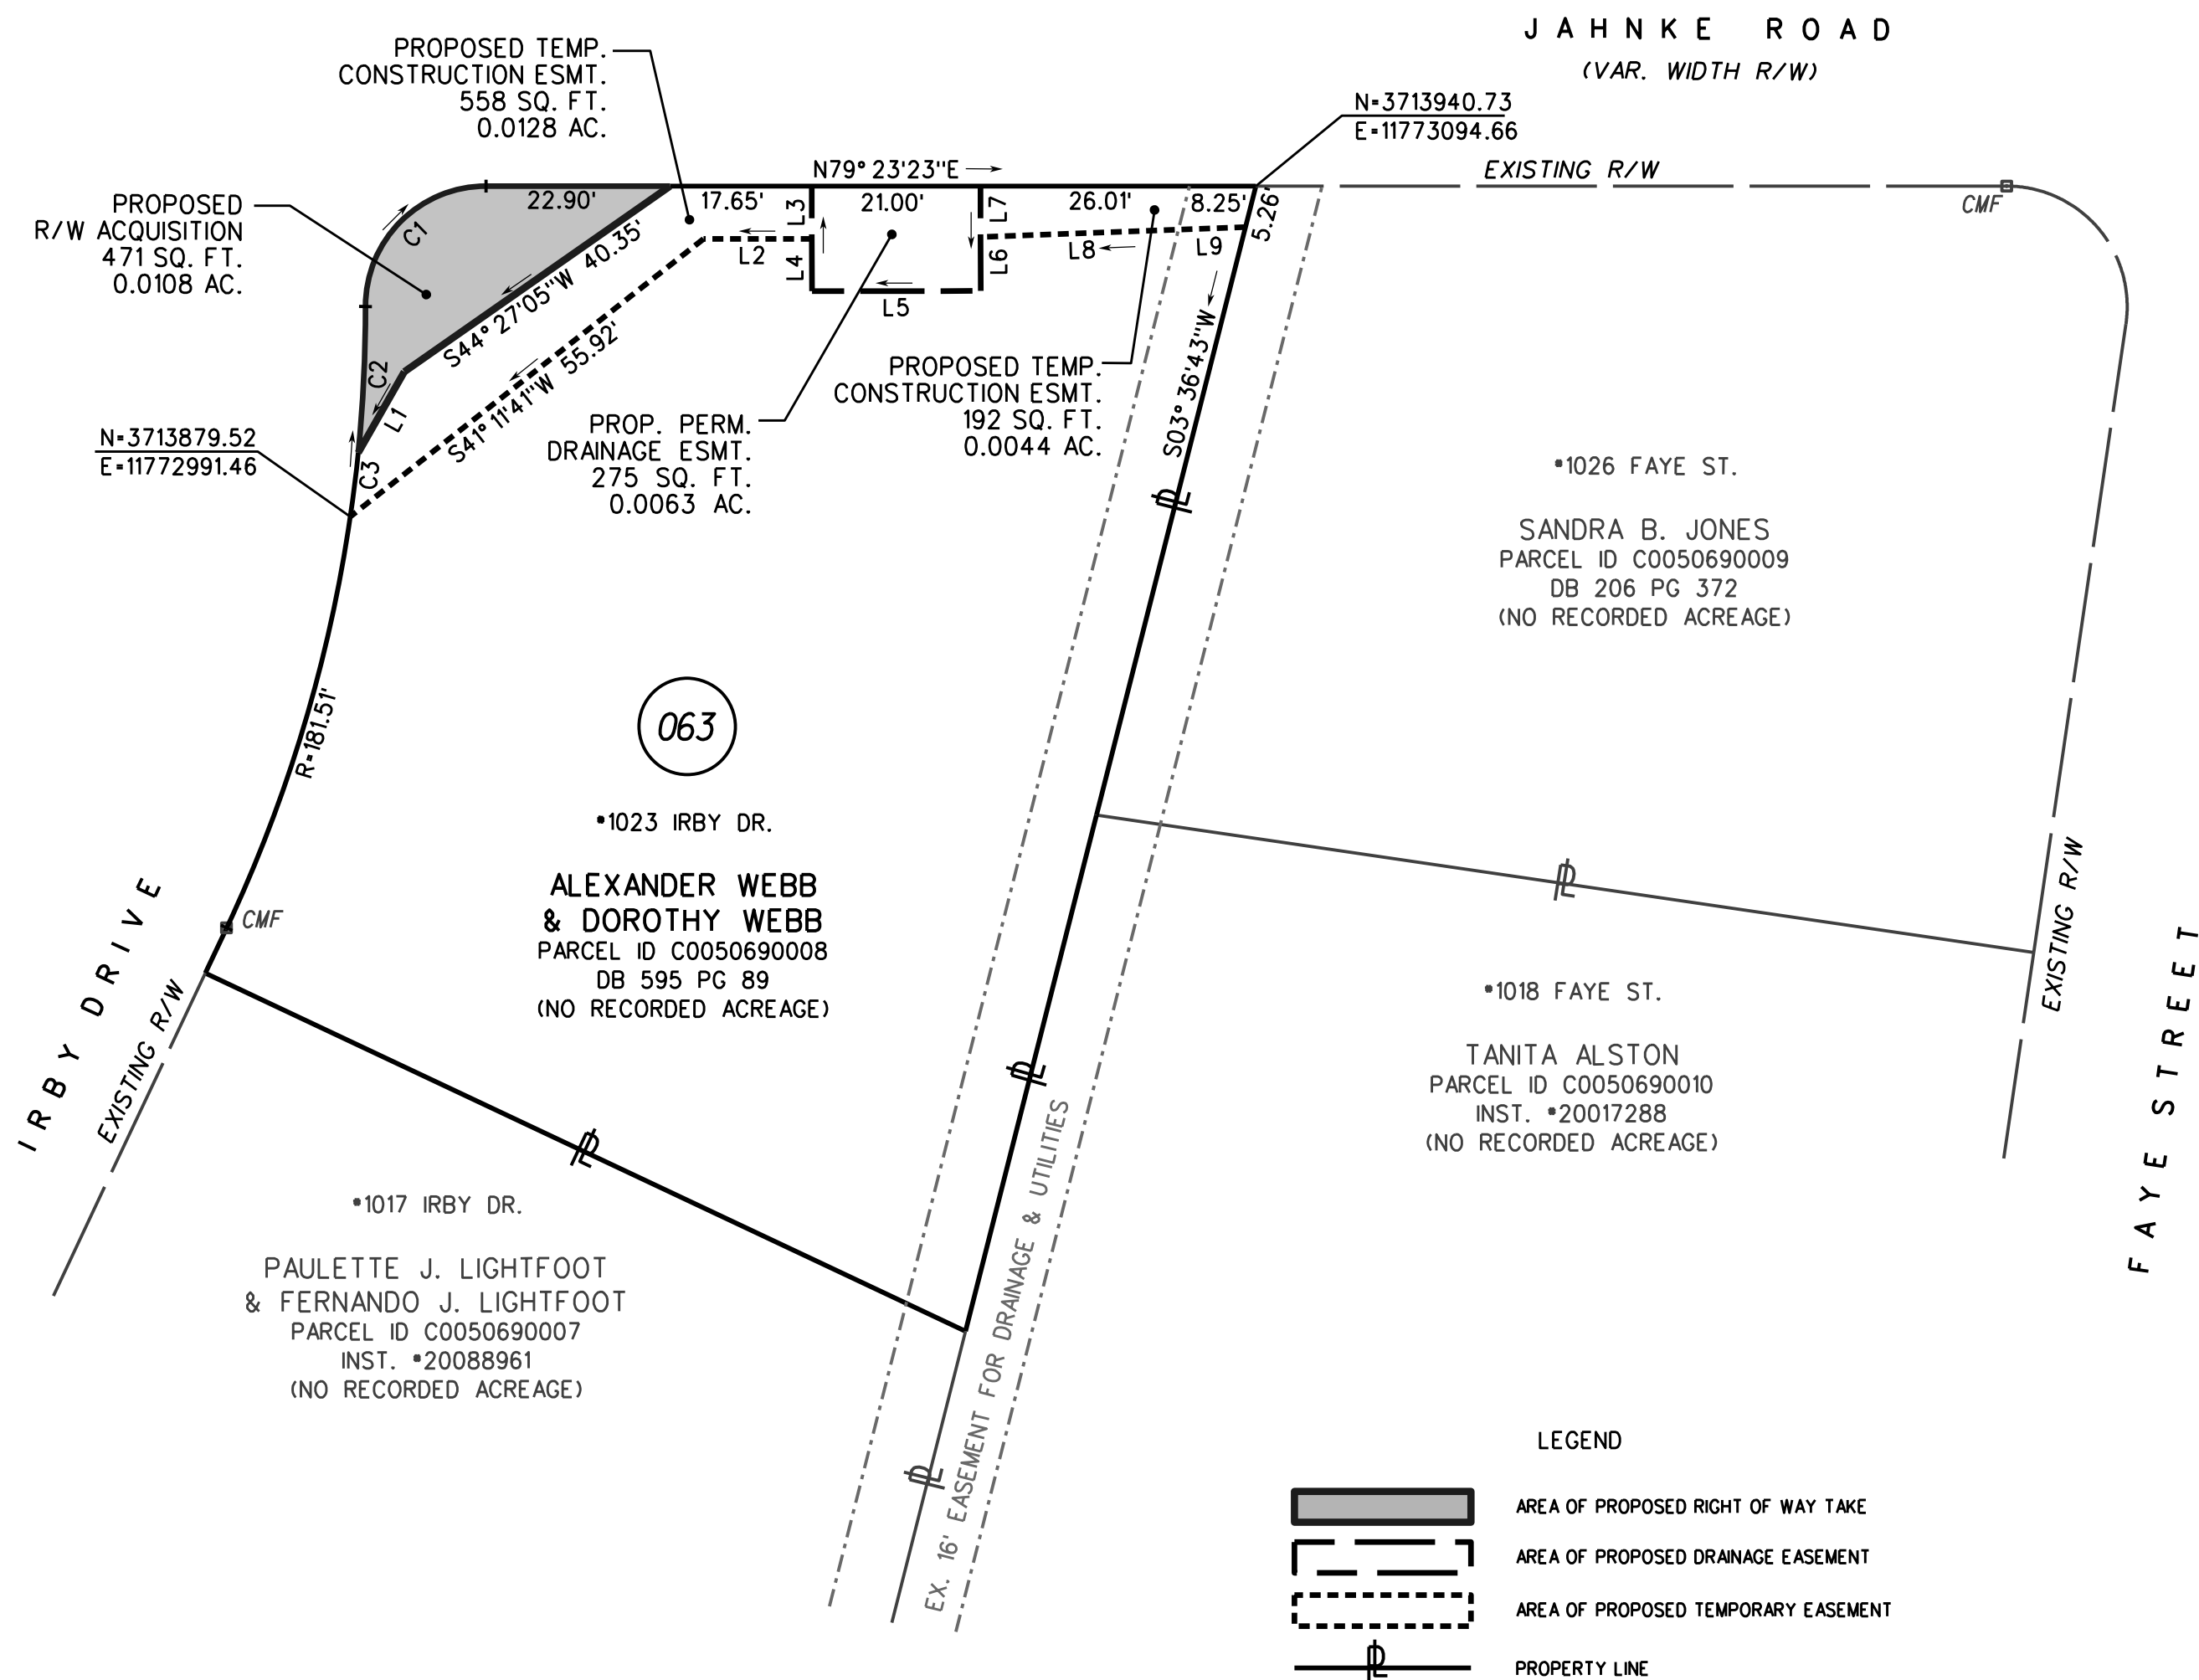 JAHNKE ROAD
(VAR. WIDTH R/W)
PROPOSED TEMP.
CONSTRUCTION ESMT.
558 SQ. FT.
0.0128 AC.
N=3713940.73
E=11773094.66
N79°23'23"E
EXISTING R/W
CMF
PROPOSED
R/W ACQUISITION
471 SQ. FT.
0.0108 AC.
22.90'
17.65'
21.00'
26.01'
8.25'
5.26'
C1
C2
C3
L1
L2
L3
L4
L5
L6
L7
L8
L9
S44°27'05"W 40.35'
S41°11'41"W 55.92'
S03°36'43"W
N=3713879.52
E=11772991.46
PROP. PERM.
DRAINAGE ESMT.
275 SQ. FT.
0.0063 AC.
PROPOSED TEMP.
CONSTRUCTION ESMT.
192 SQ. FT.
0.0044 AC.
PL
#1026 FAYE ST.
SANDRA B. JONES
PARCEL ID C0050690009
DB 206 PG 372
(NO RECORDED ACREAGE)
R=181.51'
063
#1023 IRBY DR.
ALEXANDER WEBB
& DOROTHY WEBB
PARCEL ID C0050690008
DB 595 PG 89
(NO RECORDED ACREAGE)
CMF
IRBY DRIVE
EXISTING R/W
PL
PL
PL
EXISTING R/W
FAYE STREET
#1018 FAYE ST.
TANITA ALSTON
PARCEL ID C0050690010
INST. #20017288
(NO RECORDED ACREAGE)
#1017 IRBY DR.
PAULETTE J. LIGHTFOOT
& FERNANDO J. LIGHTFOOT
PARCEL ID C0050690007
INST. #20088961
(NO RECORDED ACREAGE)
PL
EX. 16' EASEMENT FOR DRAINAGE & UTILITIES
LEGEND
AREA OF PROPOSED RIGHT OF WAY TAKE
AREA OF PROPOSED DRAINAGE EASEMENT
AREA OF PROPOSED TEMPORARY EASEMENT
PL PROPERTY LINE